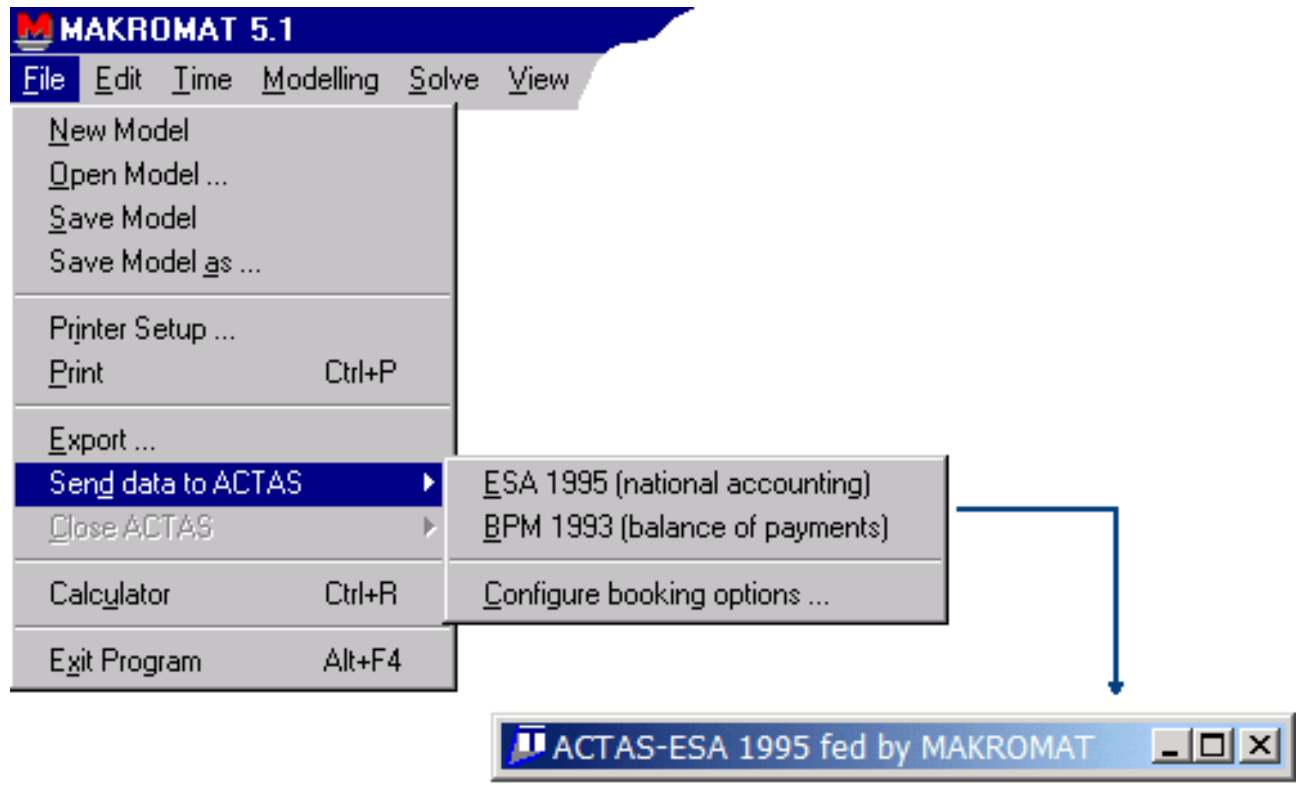 MAKROMAT 5.1
File Edit Time Modelling Solve View
New Model
Open Model ...
Save Model
Save Model as ...
Printer Setup ...
Print Ctrl+P
Export ...
Send data to ACTAS
ESA 1995 (national accounting)
Close ACTAS
BPM 1993 (balance of payments)
Calculator Ctrl+R
Configure booking options ...
Exit Program Alt+F4
ACTAS-ESA 1995 fed by MAKROMAT